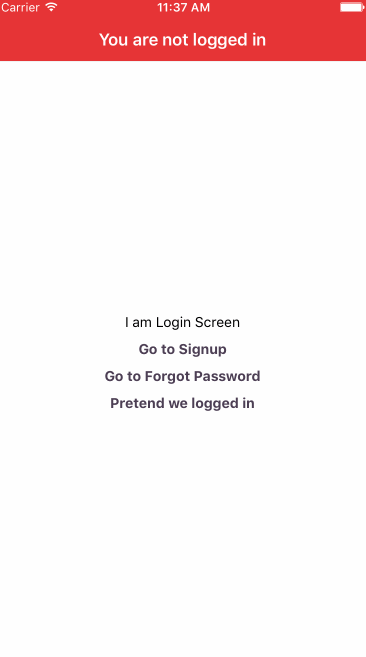 Carrier 11:37 AM
You are not logged in
I am Login Screen
Go to Signup
Go to Forgot Password
Pretend we logged in